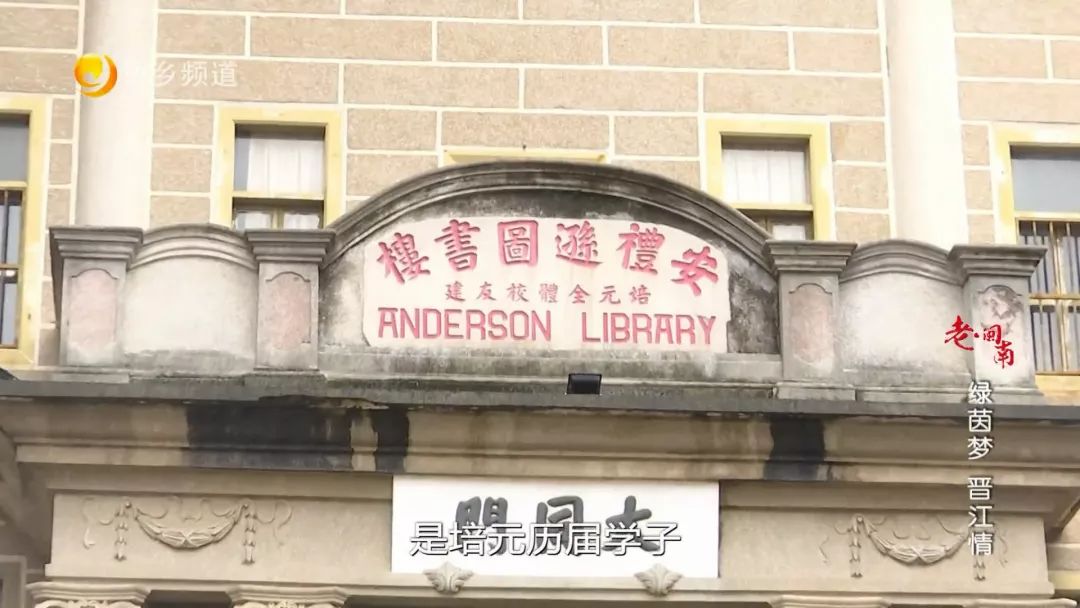 乡频道
安禮遜圖書樓
培元全體校友建
ANDERSON LIBRARY
老·闽南
绿茵梦 晋江情
是培元历届学子